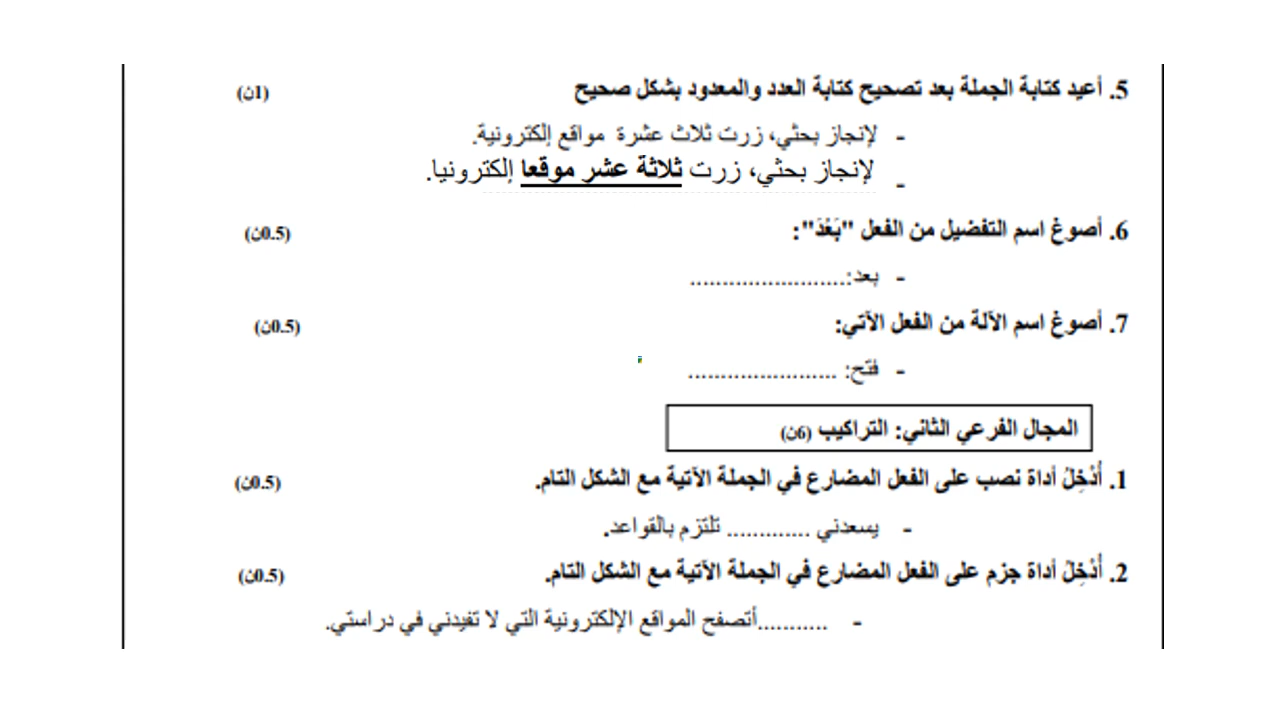 5. أعيد كتابة الجملة بعد تصحيح كتابة العدد والمعدود بشكل صحيح (1ن)
- لإنجاز بحثي، زرت ثلاث عشرة مواقع إلكترونية.
- لإنجاز بحثي، زرت ثلاثة عشر موقعا إلكترونيا.
6. أصوغ اسم التفضيل من الفعل "بَعُدَ": (0.5ن)
- بعد:........................
7. أصوغ اسم الآلة من الفعل الآتي: (0.5ن)
- فتح: .......................
المجال الفرعي الثاني: التراكيب (6ن)
1. أُدْخِلُ أداة نصب على الفعل المضارع في الجملة الآتية مع الشكل التام. (0.5ن)
- يسعدني ............. تلتزم بالقواعد.
2. أُدْخِلُ أداة جزم على الفعل المضارع في الجملة الآتية مع الشكل التام. (0.5ن)
- ...........أتصفح المواقع الإلكترونية التي لا تفيدني في دراستي.